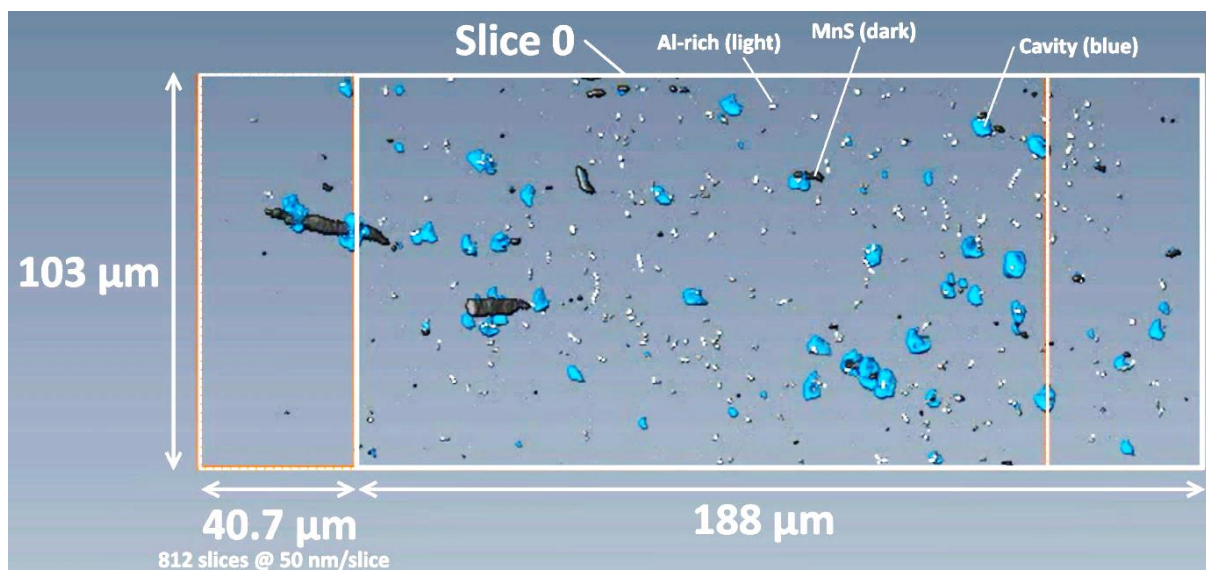 Slice 0
Al-rich (light)
MnS (dark)
Cavity (blue)
103 μm
40.7 μm
188 μm
812 slices @ 50 nm/slice